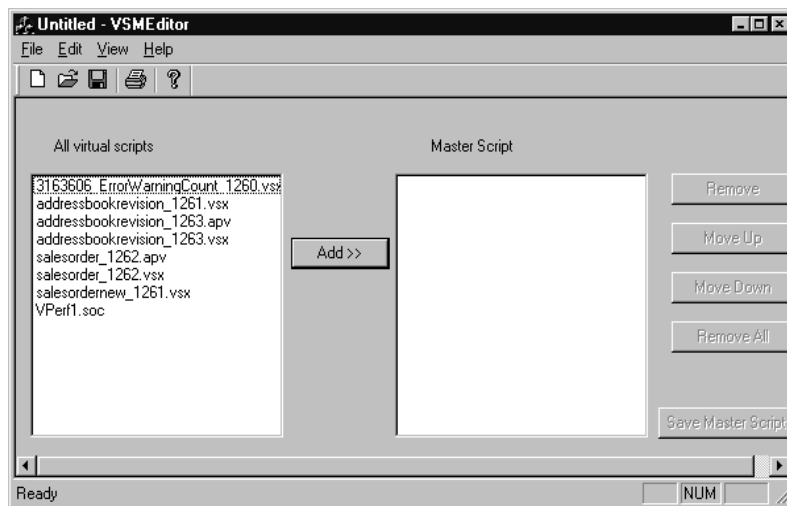 Untitled - VSMEditor
File Edit View Help
All virtual scripts
Master Script
3163606_ErrorWarningCount_1260.vsx
addressbookrevision_1261.vsx
addressbookrevision_1263.apv
addressbookrevision_1263.vsx
salesorder_1262.apv
salesorder_1262.vsx
salesordernew_1261.vsx
VPerf1.soc
Add >>
Remove
Move Up
Move Down
Remove All
Save Master Script
Ready
NUM